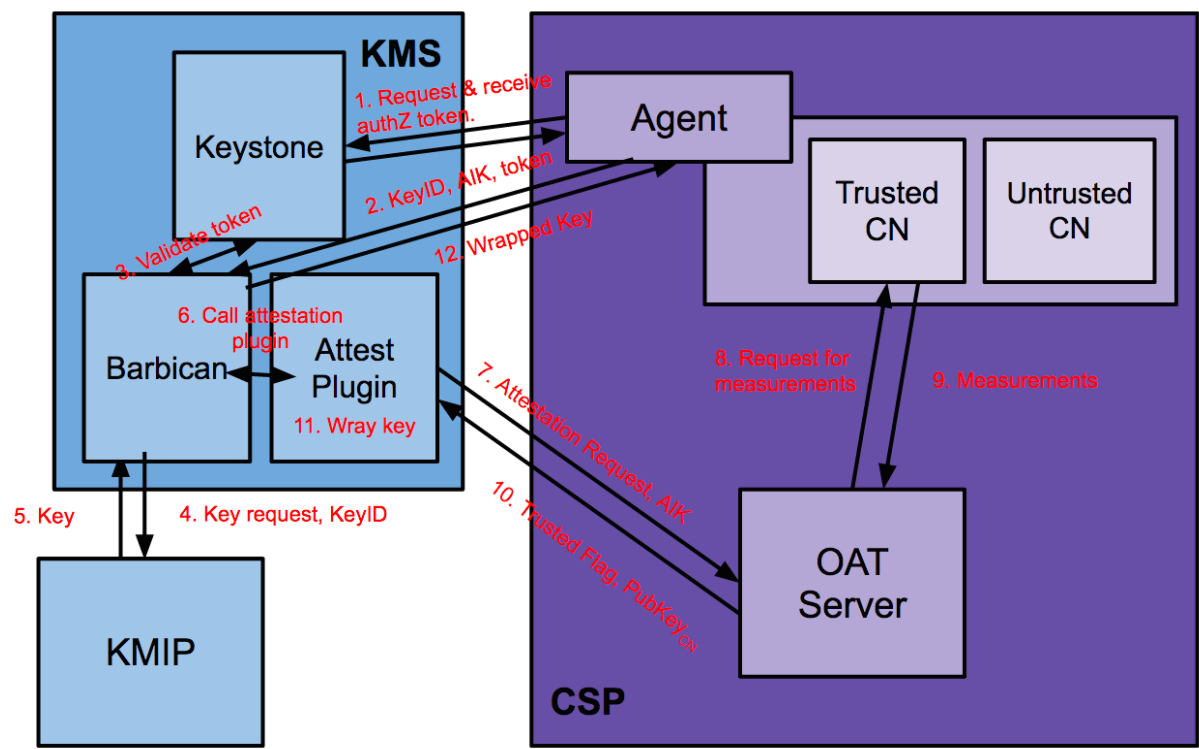 KMS
Keystone
1. Request & receive
authZ token.
Agent
Trusted
CN
Untrusted
CN
2. KeyID, AIK, token
12. Wrapped Key
3. Validate token
6. Call attestation
plugin
Barbican
Attest
Plugin
11. Wray key
7. Attestation Request, AIK
8. Request for
measurements
9. Measurements
10. Trusted Flag, PubKeyCN
5. Key
4. Key request, KeyID
KMIP
OAT
Server
CSP